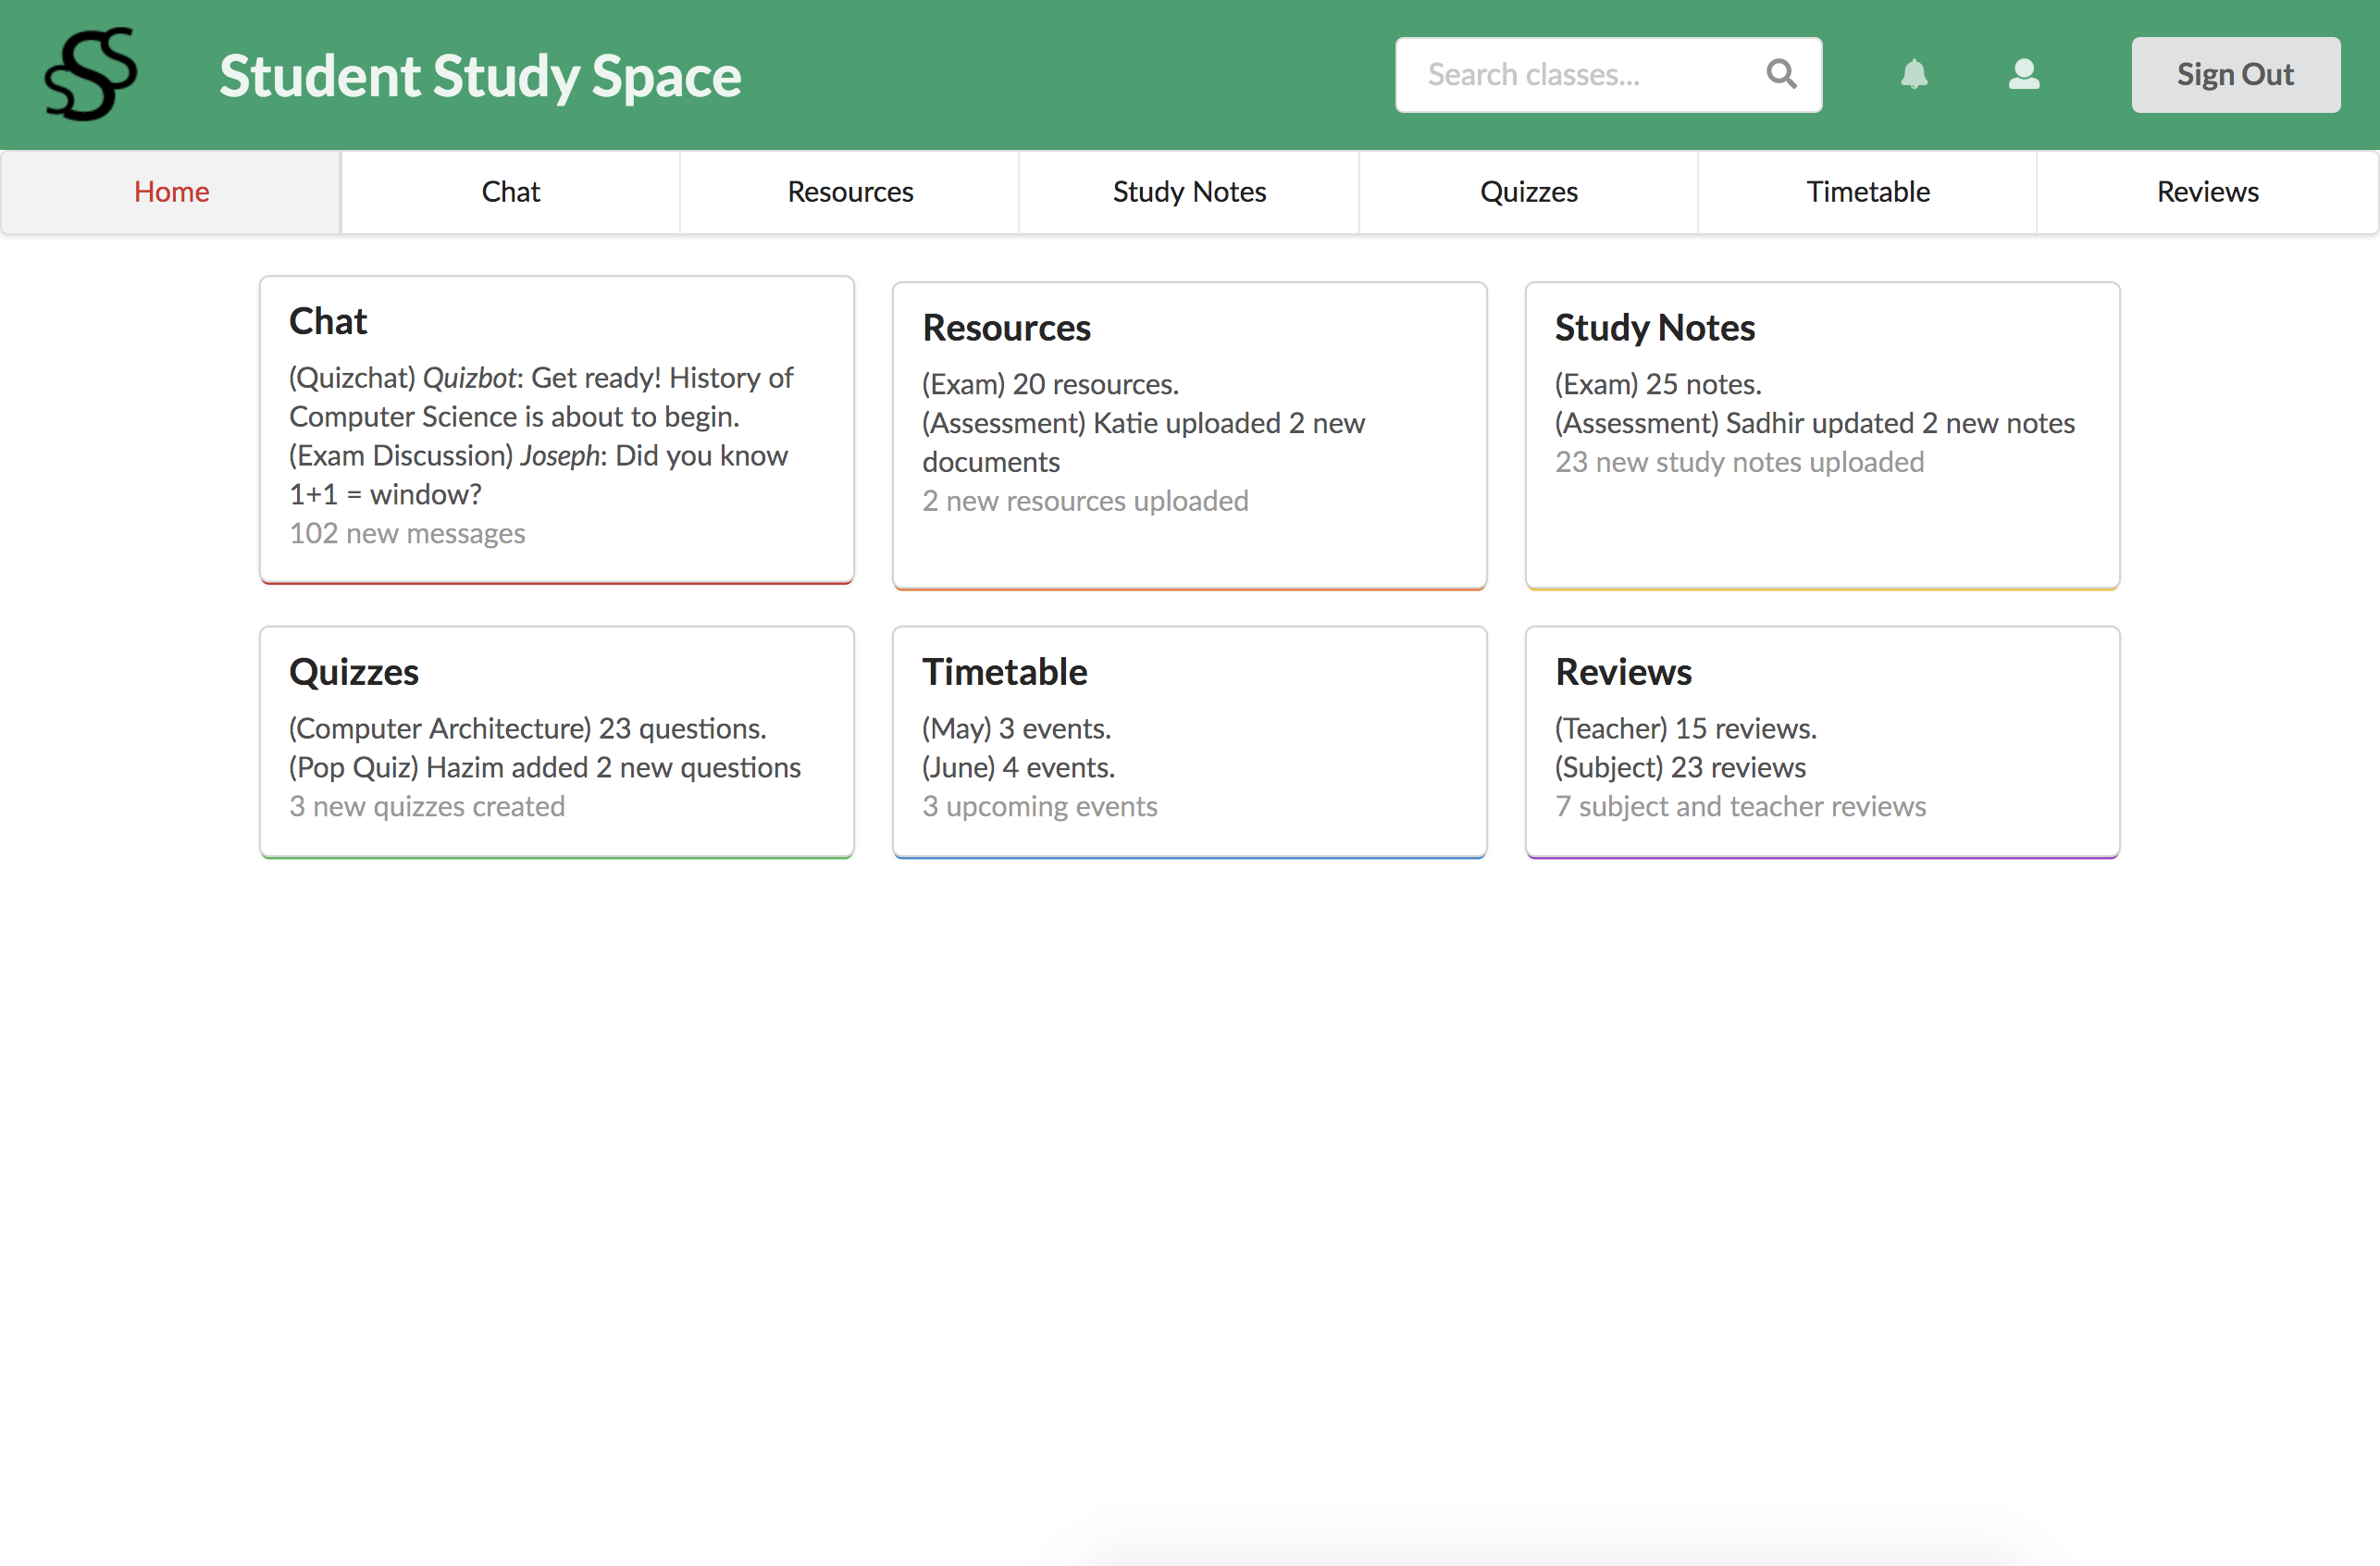 SSS
Student Study Space
Search classes...
Sign Out
Home
Chat
Resources
Study Notes
Quizzes
Timetable
Reviews
Chat
(Quizchat) Quizbot: Get ready! History of
Computer Science is about to begin.
(Exam Discussion) Joseph: Did you know
1+1 = window?
102 new messages
Resources
(Exam) 20 resources.
(Assessment) Katie uploaded 2 new
documents
2 new resources uploaded
Study Notes
(Exam) 25 notes.
(Assessment) Sadhir updated 2 new notes
23 new study notes uploaded
Quizzes
(Computer Architecture) 23 questions.
(Pop Quiz) Hazim added 2 new questions
3 new quizzes created
Timetable
(May) 3 events.
(June) 4 events.
3 upcoming events
Reviews
(Teacher) 15 reviews.
(Subject) 23 reviews
7 subject and teacher reviews